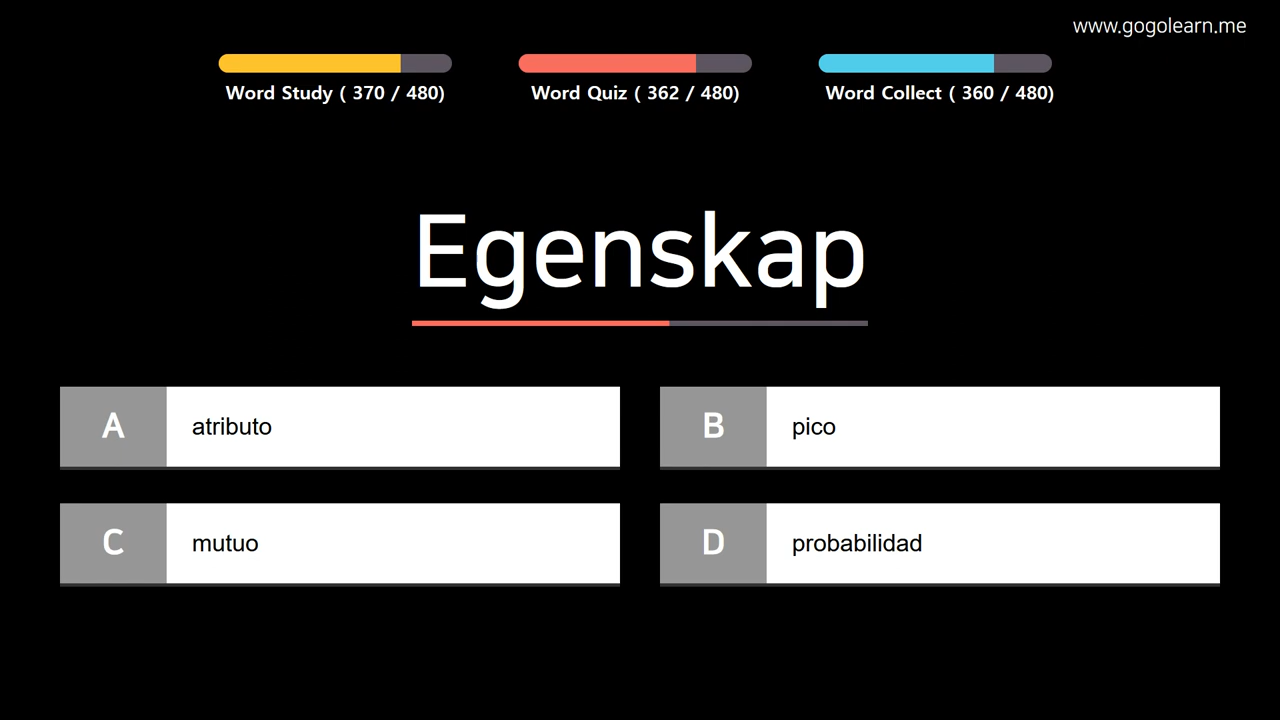 www.gogolearn.me
Word Study ( 370 / 480)
Word Quiz ( 362 / 480)
Word Collect ( 360 / 480)
Egenskap
A atributo
B pico
C mutuo
D probabilidad